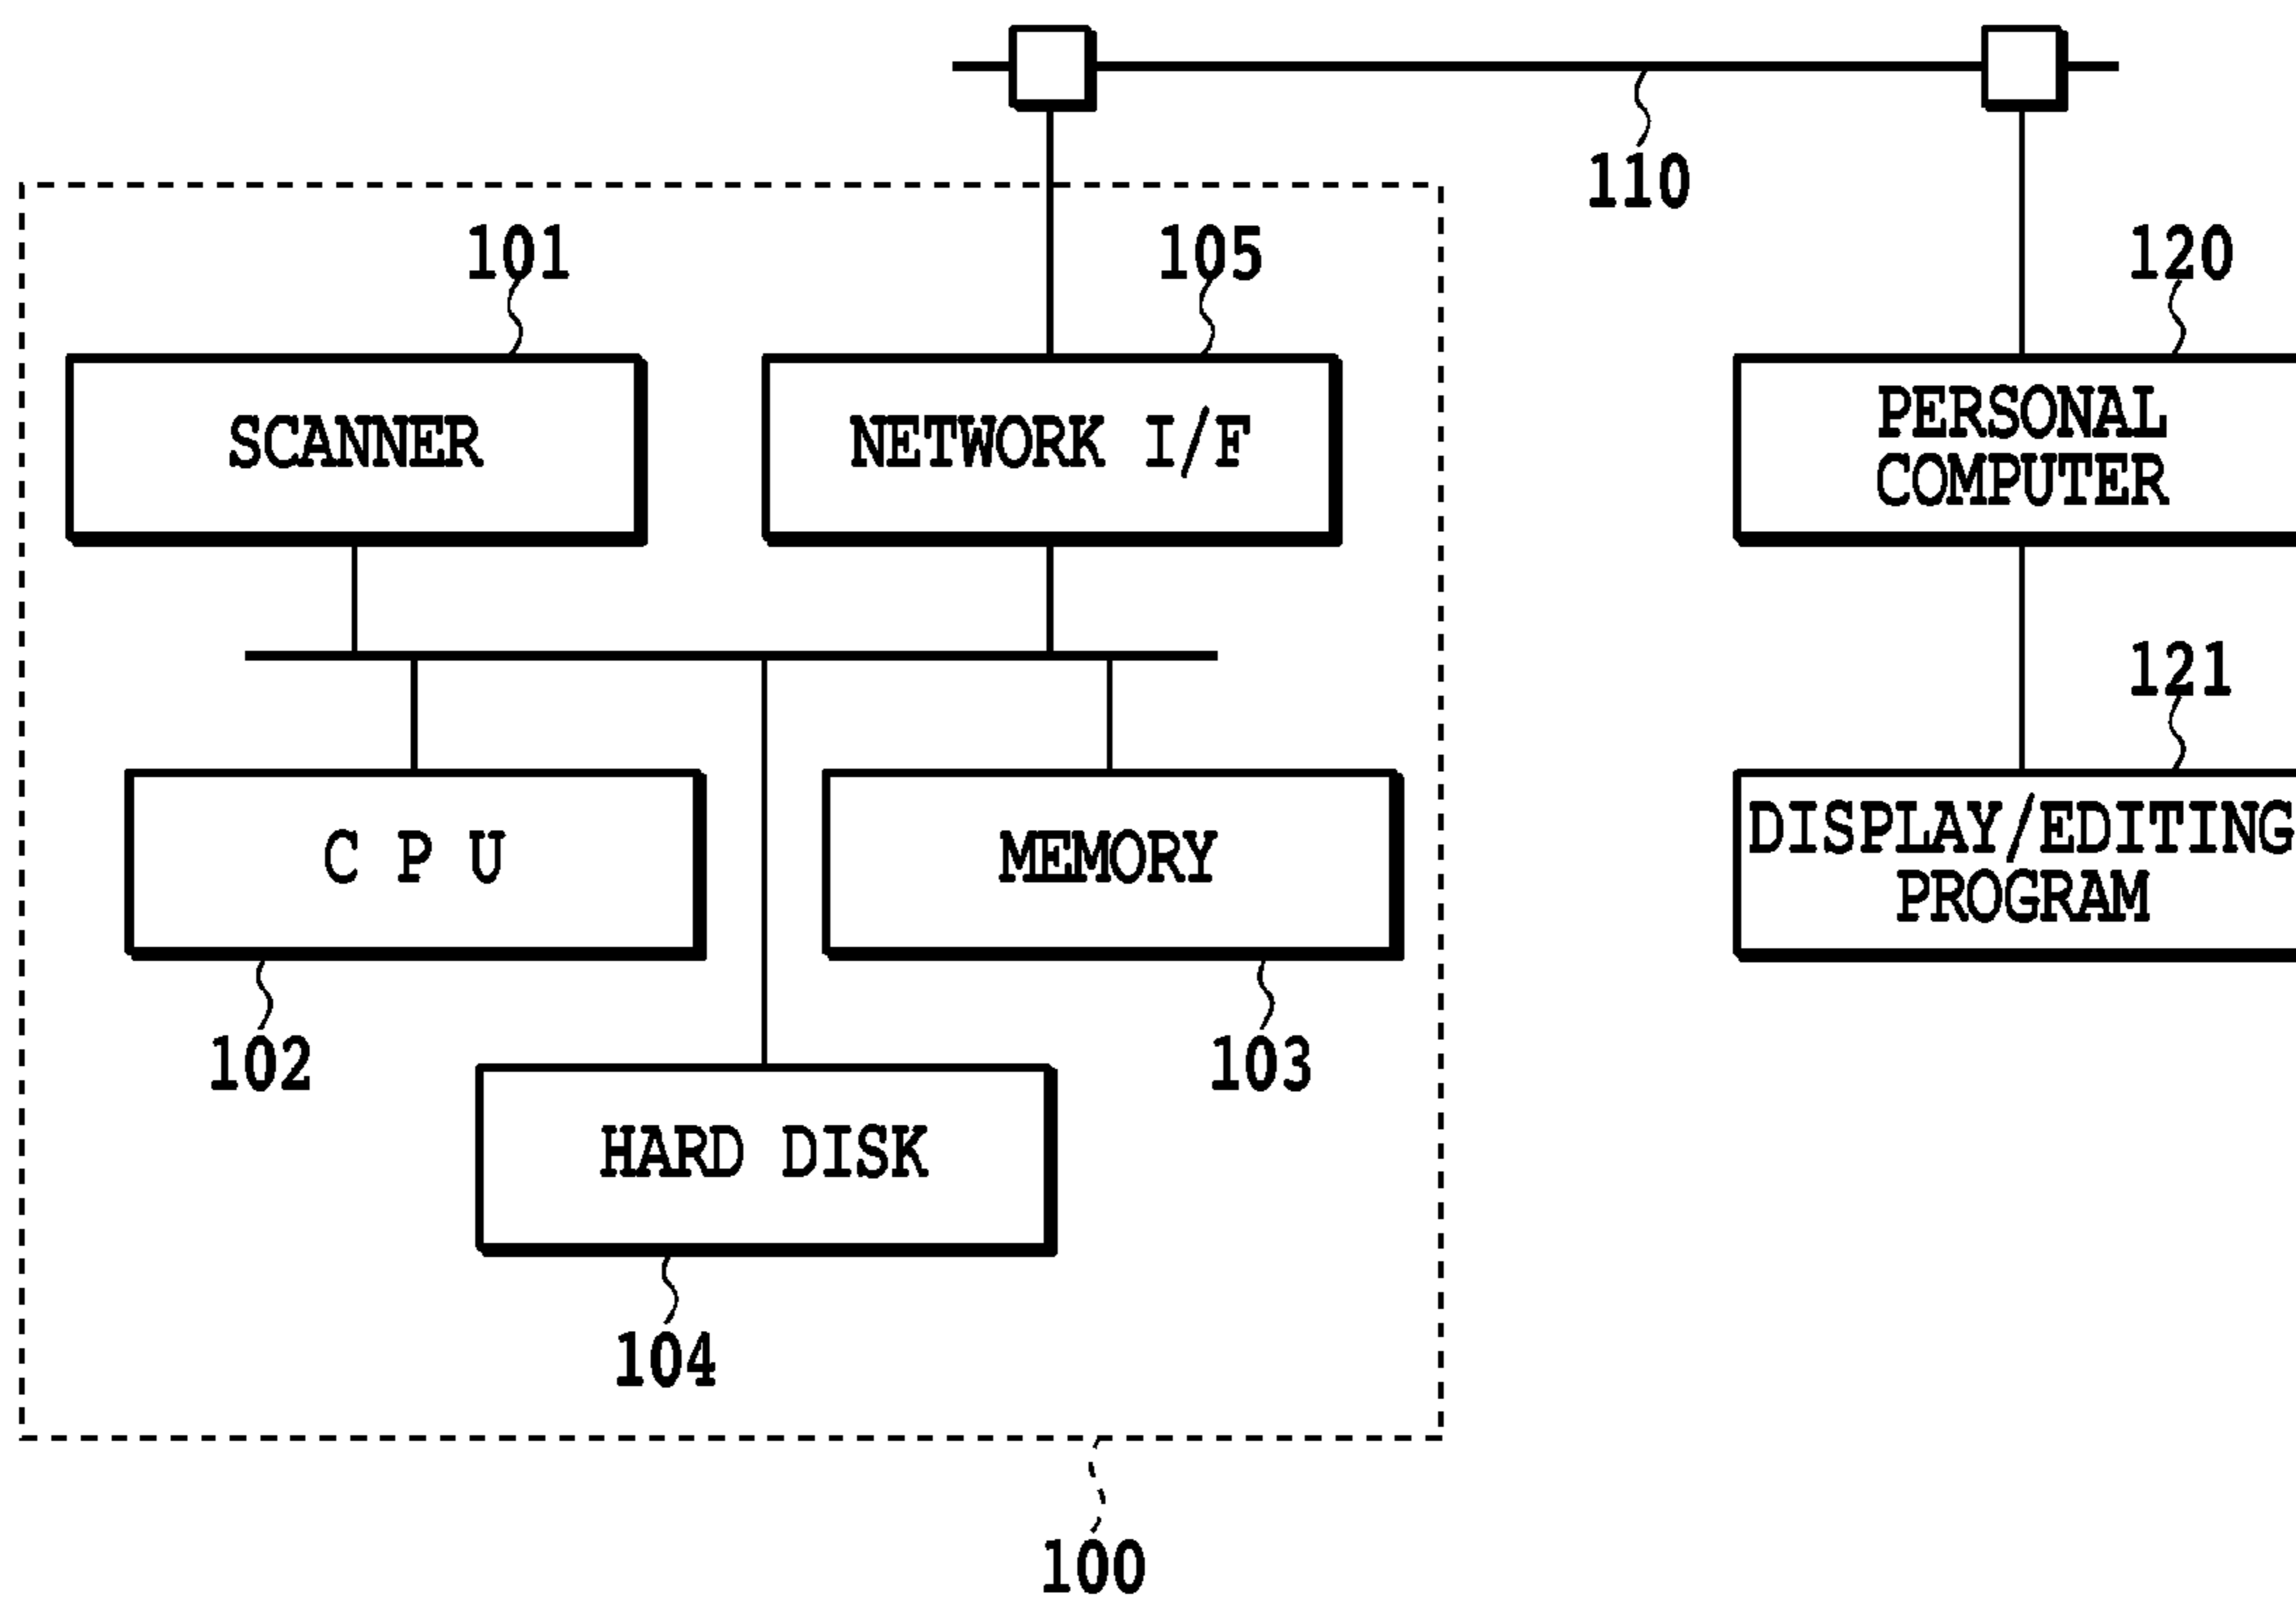 110
101
105
120
SCANNER
NETWORK I/F
PERSONAL
COMPUTER
121
C P U
MEMORY
DISPLAY/EDITING
PROGRAM
102
103
HARD DISK
104
100